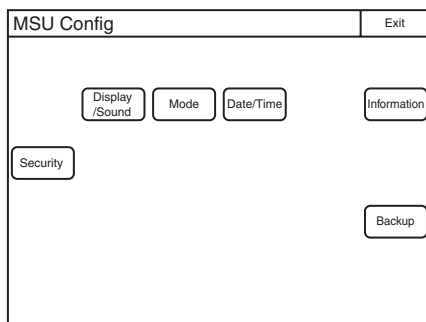 MSU Config
Exit
Display
/Sound
Mode
Date/Time
Information
Security
Backup